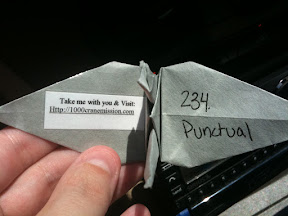 Take me with you & Visit:
Http://1000cranemission.com
234.
Punctual